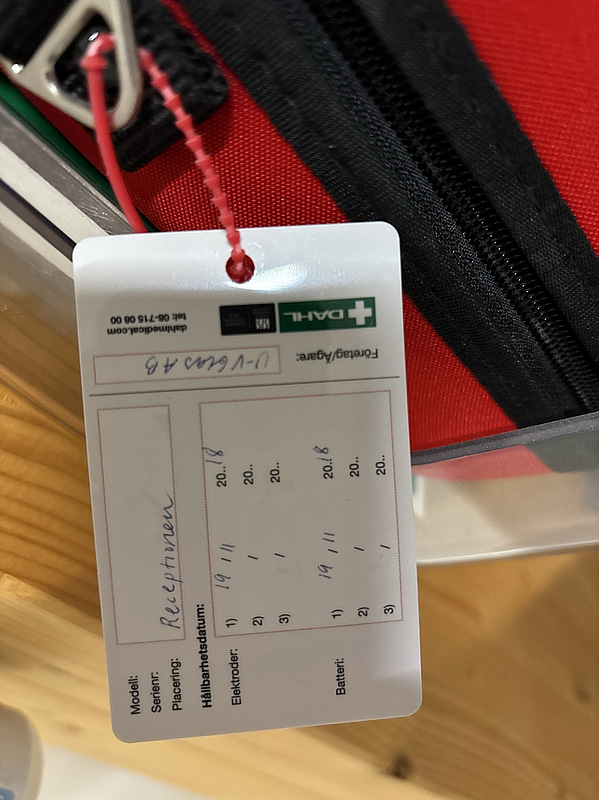 DAHL
dahlmedical.com
tel: 08-715 08 00
Företag/Ägare: U-V Glas AB
Modell:
Serienr:
Placering: Receptionen
Hållbarhetsdatum:
Elektroder: 1) 19 / 11 20..18
2) / 20..
3) / 20..
Batteri: 1) 19 / 11 20..18
2) / 20..
3) / 20..